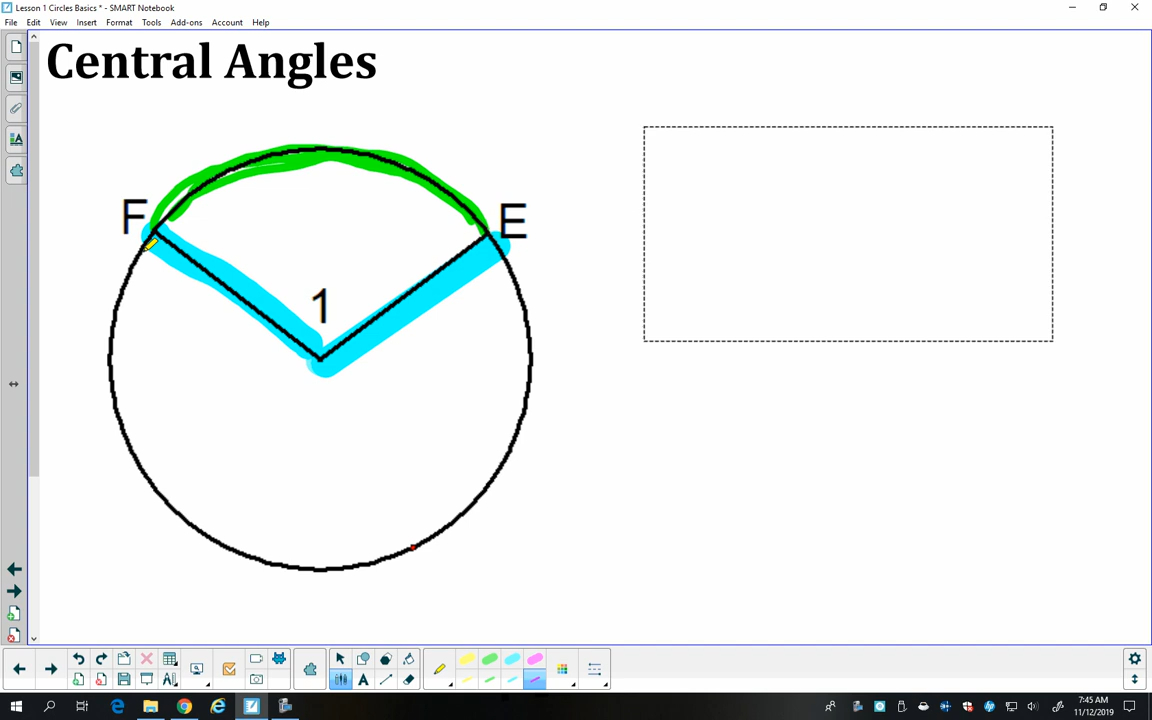 Lesson 1 Circles Basics * - SMART Notebook
File Edit View Insert Format Tools Add-ons Account Help
Central Angles
F
E
1
7:45 AM
11/12/2019